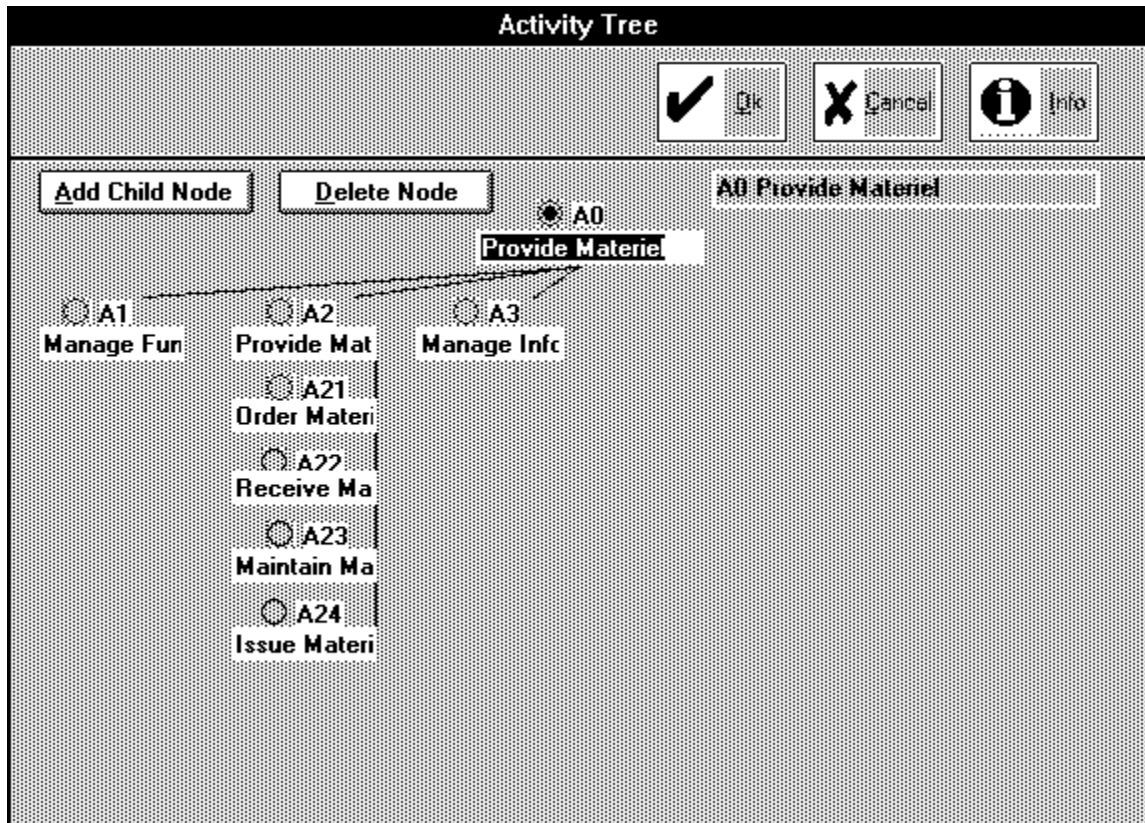 Activity Tree
Ok Cancel Info
Add Child Node Delete Node A0 Provide Materiel
A0
Provide Materiel
A1 A2 A3
Manage Fun Provide Mat Manage Info
A21
Order Materi
A22
Receive Ma
A23
Maintain Ma
A24
Issue Materi